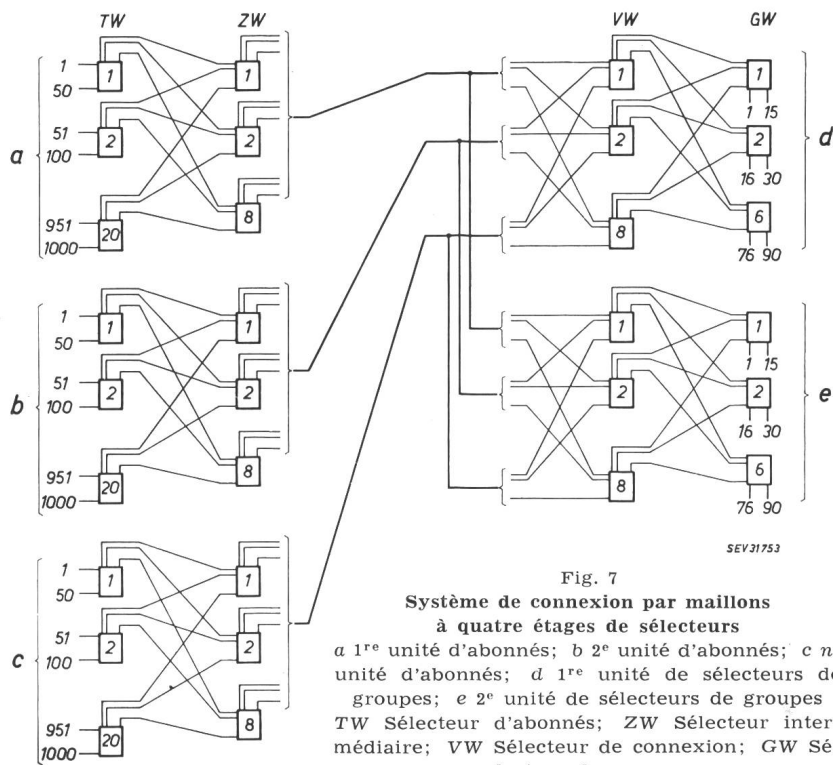 TW ZW VW GW
a
1 1 1
50
51 2 2
100
951 20 8
1000
b
1 1 1
50
51 2 2
100
951 20 8
1000
c
1 1 1
50
51 2 2
100
951 20 8
1000
d
1 1
1 15
2 2
16 30
8 6
76 90
e
1 1
1 15
2 2
16 30
8 6
76 90
SEV31753
Fig. 7
Système de connexion par maillons
à quatre étages de sélecteurs
a 1re unité d'abonnés; b 2e unité d'abonnés; c n
unité d'abonnés; d 1re unité de sélecteurs de
groupes; e 2e unité de sélecteurs de groupes
TW Sélecteur d'abonnés; ZW Sélecteur inter
médiaire; VW Sélecteur de connexion; GW Sé